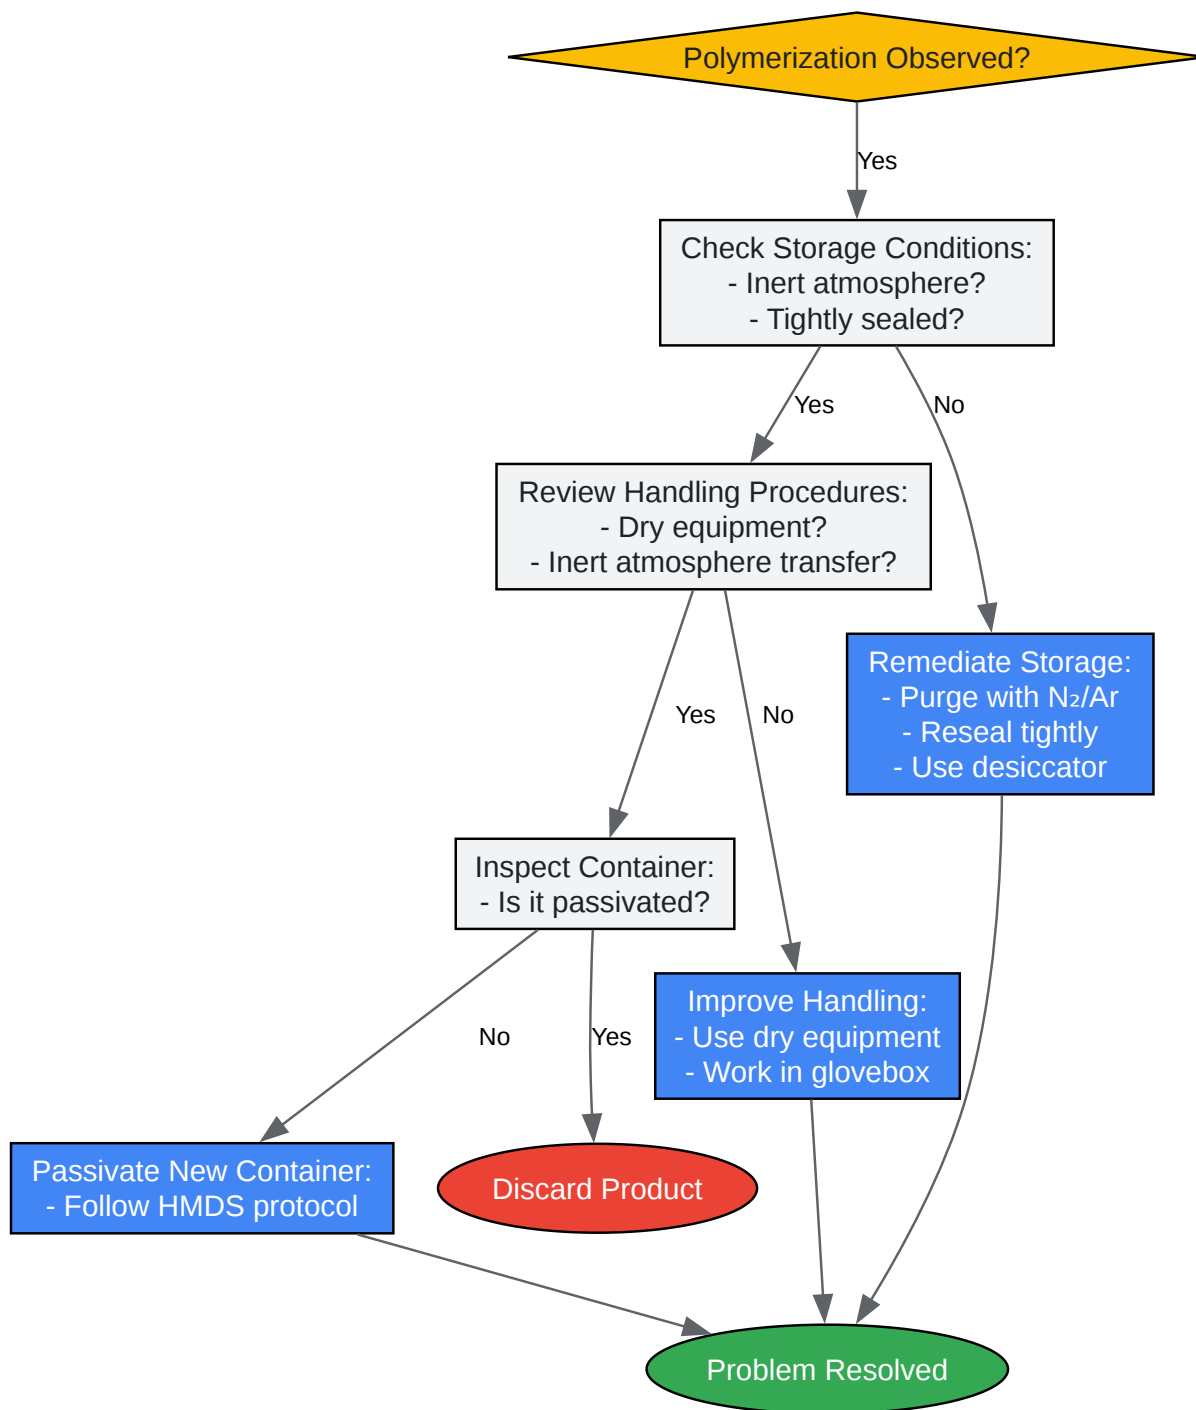 Polymerization Observed?
Yes
Check Storage Conditions:
- Inert atmosphere?
- Tightly sealed?
Yes
No
Review Handling Procedures:
- Dry equipment?
- Inert atmosphere transfer?
Remediate Storage:
- Purge with N₂/Ar
- Reseal tightly
- Use desiccator
Yes
No
Inspect Container:
- Is it passivated?
Improve Handling:
- Use dry equipment
- Work in glovebox
No
Yes
Passivate New Container:
- Follow HMDS protocol
Discard Product
Problem Resolved